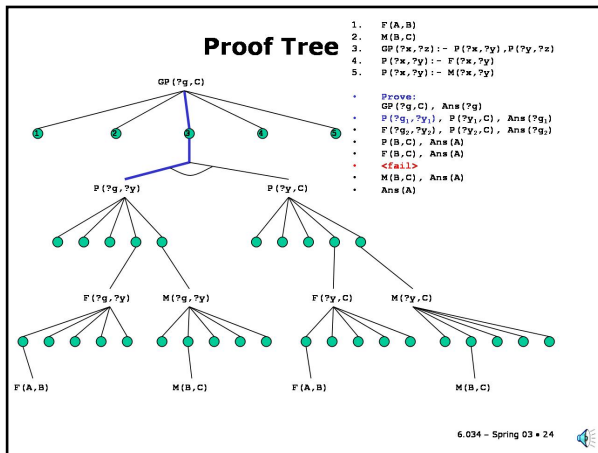 Proof Tree
1. F(A,B)
2. M(B,C)
3. GP(?x,?z):- P(?x,?y),P(?y,?z)
4. P(?x,?y):- F(?x,?y)
5. P(?x,?y):- M(?x,?y)
• Prove:
GP(?g,C), Ans(?g)
• P(?g₁,?y₁), P(?y₁,C), Ans(?g₁)
• F(?g₂,?y₂), P(?y₂,C), Ans(?g₂)
• P(B,C), Ans(A)
• F(B,C), Ans(A)
• <fail>
• M(B,C), Ans(A)
• Ans(A)
GP(?g,C)
1 2 3 4 5
P(?g,?y) P(?y,C)
F(?g,?y) M(?g,?y) F(?y,C) M(?y,C)
F(A,B) M(B,C) F(A,B) M(B,C)
6.034 – Spring 03 • 24